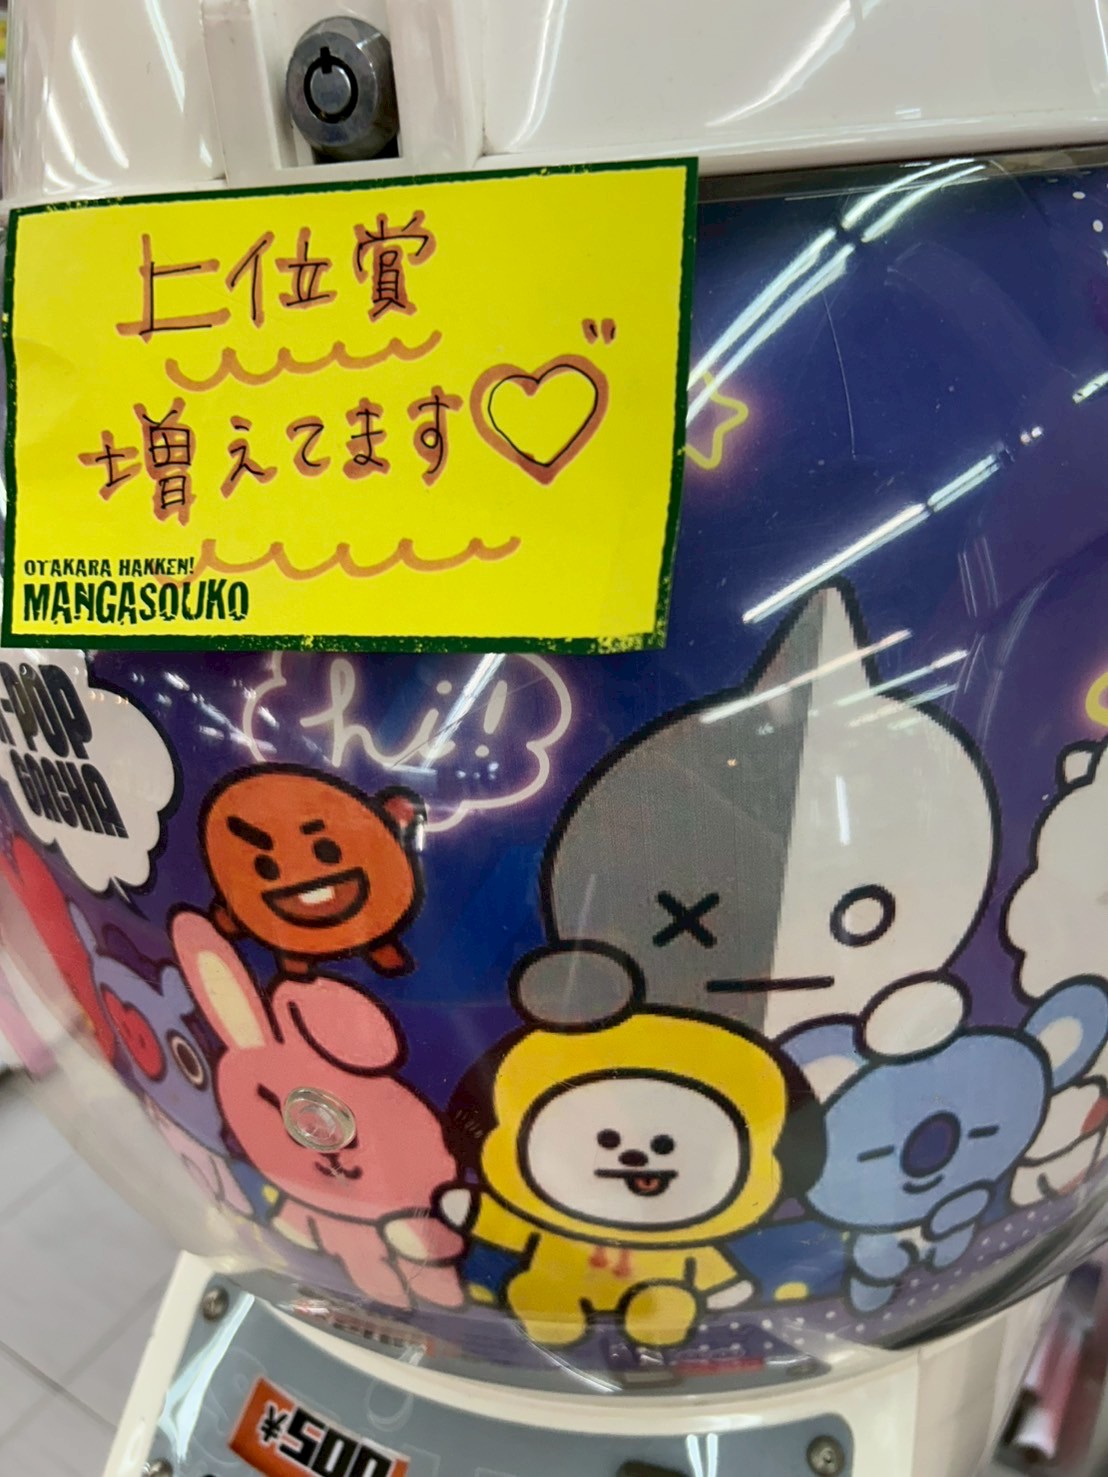 上位賞
増えてます♡"
OTAKARA HAKKEN!
MANGASOUKO
-POP
GACHA
hi!
¥500